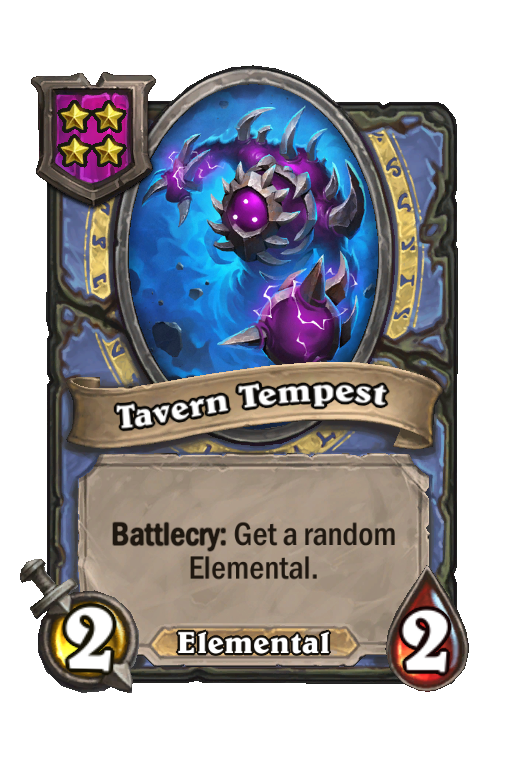 Tavern Tempest
Battlecry: Get a random
Elemental.
2
Elemental
2